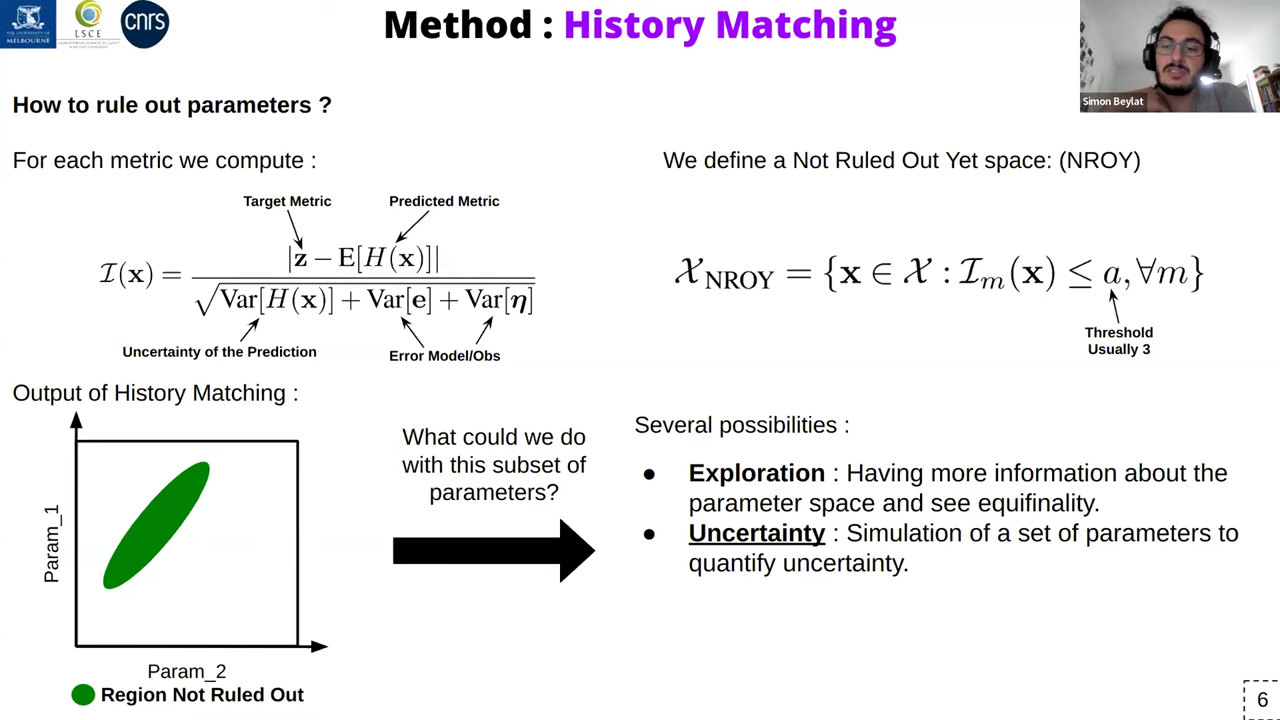 THE UNIVERSITY OF
MELBOURNE
LSCE
cnrs
Method : History Matching
Simon Beylat
How to rule out parameters ?
For each metric we compute :
Target Metric
Predicted Metric
I(x) = |z − E[H(x)]| / √Var[H(x)] + Var[e] + Var[η]
Uncertainty of the Prediction
Error Model/Obs
We define a Not Ruled Out Yet space: (NROY)
X_NROY = {x ∈ X : I_m(x) ≤ a, ∀m}
Threshold
Usually 3
Output of History Matching :
Param_1
Param_2
Region Not Ruled Out
What could we do
with this subset of
parameters?
Several possibilities :
● Exploration : Having more information about the
parameter space and see equifinality.
● Uncertainty : Simulation of a set of parameters to
quantify uncertainty.
6